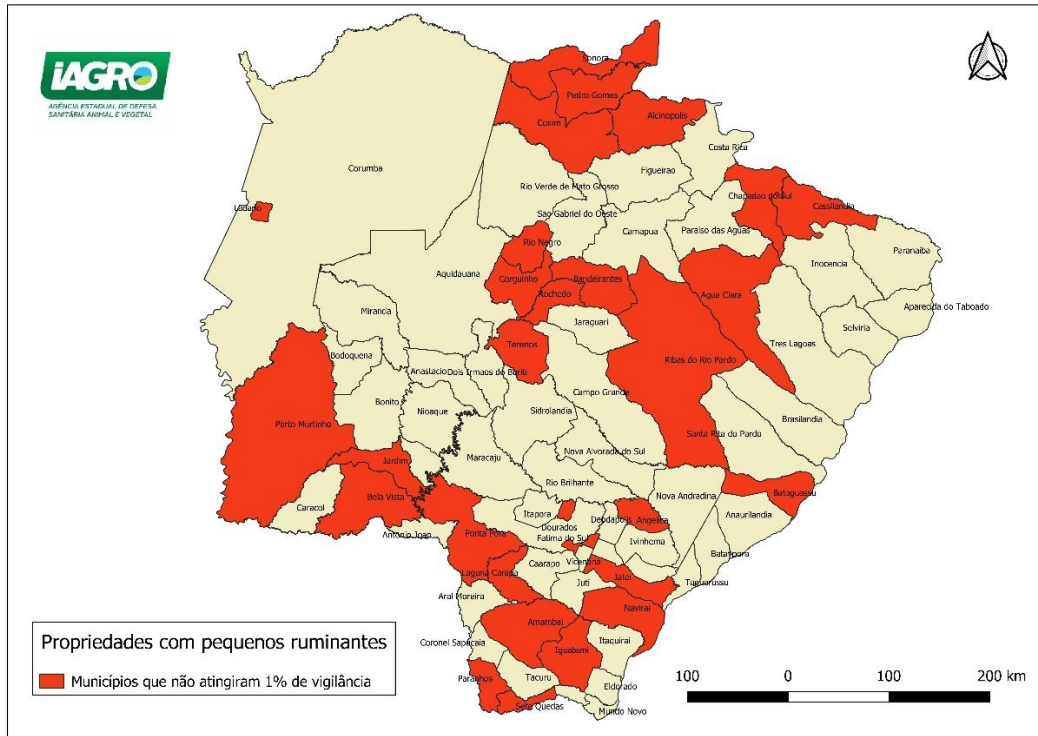 iAGRO
AGÊNCIA ESTADUAL DE DEFESA
SANITÁRIA ANIMAL E VEGETAL
Sonora
Pedro Gomes
Coxim
Alcinopolis
Costa Rica
Corumba
Figueirao
Rio Verde de Mato Grosso
Chapadao do Sul
Cassilandia
Ladario
Sao Gabriel do Oeste
Camapua
Paraiso das Aguas
Rio Negro
Paranaiba
Inocencia
Aquidauana
Corguinho
Bandeirantes
Rochedo
Agua Clara
Aparecida do Taboado
Miranda
Jaraguari
Selviria
Terenos
Tres Lagoas
Bodoquena
Ribas do Rio Pardo
Anastacio
Dois Irmaos do Buriti
Campo Grande
Bonito
Nioaque
Sidrolandia
Brasilandia
Porto Murtinho
Santa Rita do Pardo
Nova Alvorada do Sul
Maracaju
Jardim
Rio Brilhante
Bela Vista
Nova Andradina
Bataguassu
Caracol
Itapora
Deodapolis
Angelica
Anaurilandia
Dourados
Antonio Joao
Ponta Pora
Fatima do Sul
Ivinhema
Bataypora
Vicentina
Caarapo
Laguna Carapa
Jatei
Juti
Taquarussu
Aral Moreira
Navirai
Amambai
Coronel Sapucaia
Itaquirai
Iguatemi
Paranhos
Tacuru
Eldorado
Sete Quedas
Mundo Novo
Propriedades com pequenos ruminantes
Municípios que não atingiram 1% de vigilância
100 0 100 200 km